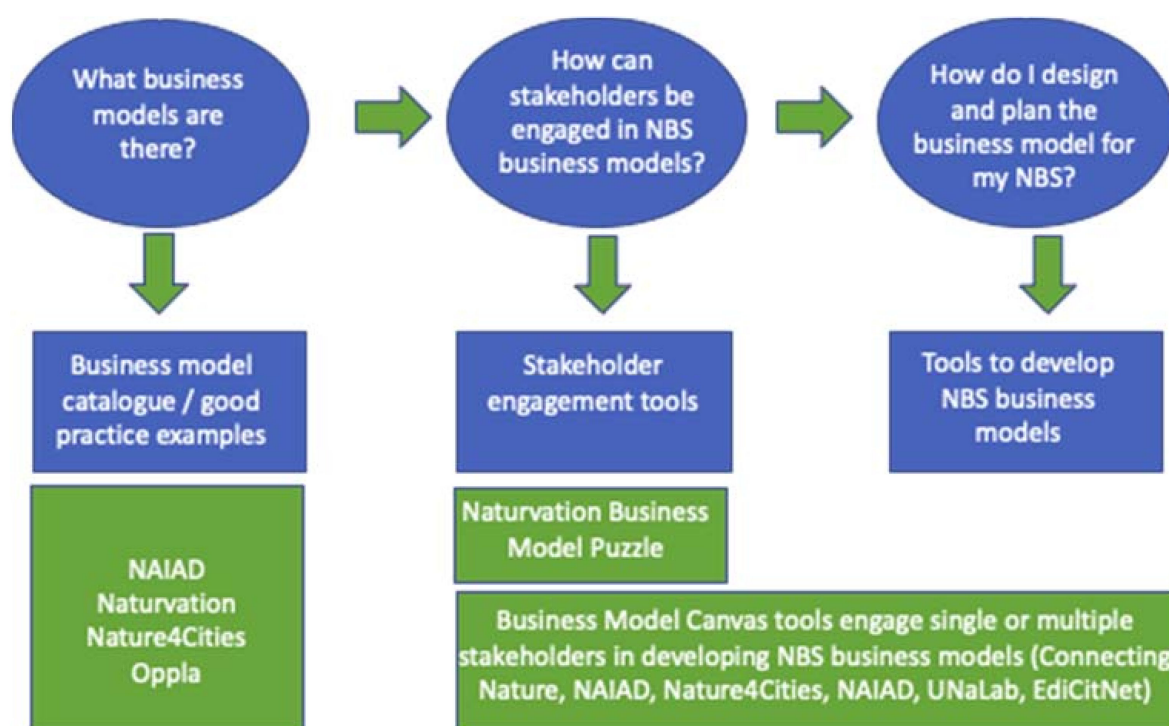 What business
models are
there?
How can
stakeholders be
engaged in NBS
business models?
How do I design
and plan the
business model for
my NBS?
Business model
catalogue / good
practice examples
Stakeholder
engagement tools
Tools to develop
NBS business
models
NAIAD
Naturvation
Nature4Cities
Oppla
Naturvation Business
Model Puzzle
Business Model Canvas tools engage single or multiple
stakeholders in developing NBS business models (Connecting
Nature, NAIAD, Nature4Cities, NAIAD, UNaLab, EdiCitNet)